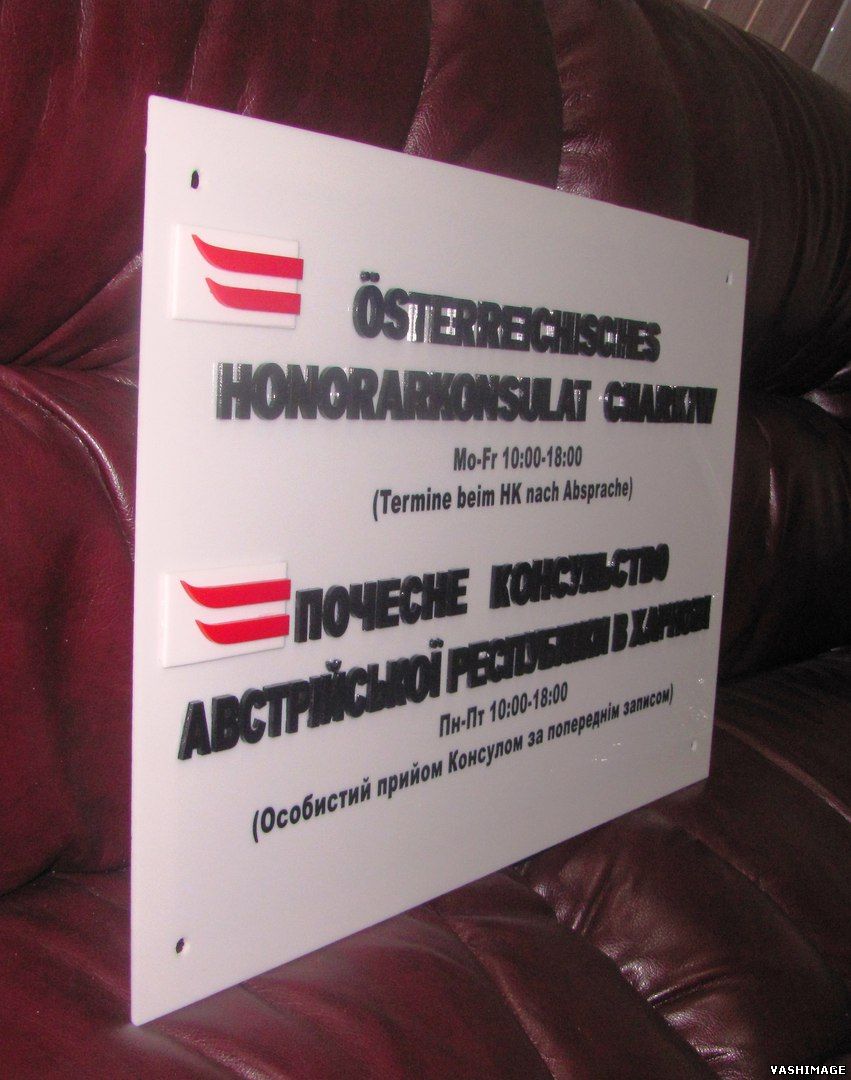 ÖSTERREICHISCHES
HONORARKONSULAT CHARKIW
Mo-Fr 10:00-18:00
(Termine beim HK nach Absprache)
ПОЧЕСНЕ КОНСУЛЬСТВО
АВСТРІЙСЬКОЇ РЕСПУБЛІКИ В ХАРКОВІ
Пн-Пт 10:00-18:00
(Особистий прийом Консулом за попереднім записом)
VASHIMAGE